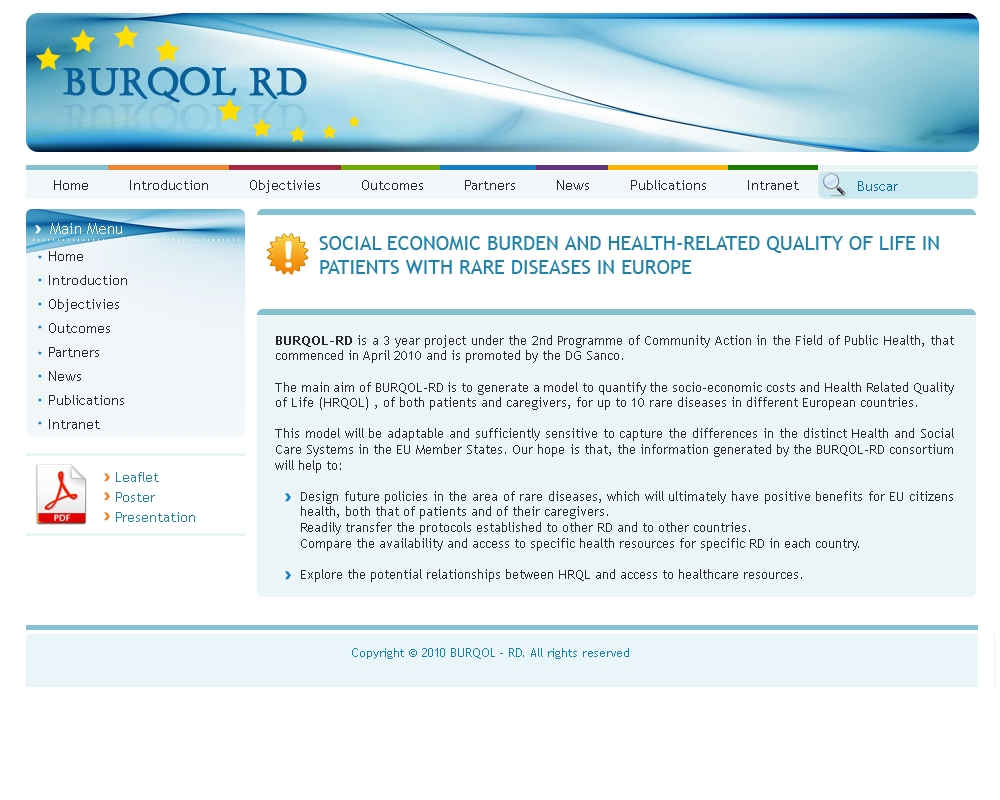 BURQOL RD
Home Introduction Objectivies Outcomes Partners News Publications Intranet Buscar
Main Menu
Home
Introduction
Objectivies
Outcomes
Partners
News
Publications
Intranet
PDF
Leaflet
Poster
Presentation
SOCIAL ECONOMIC BURDEN AND HEALTH-RELATED QUALITY OF LIFE IN
PATIENTS WITH RARE DISEASES IN EUROPE
BURQOL-RD is a 3 year project under the 2nd Programme of Community Action in the Field of Public Health, that
commenced in April 2010 and is promoted by the DG Sanco.
The main aim of BURQOL-RD is to generate a model to quantify the socio-economic costs and Health Related Quality
of Life (HRQOL) , of both patients and caregivers, for up to 10 rare diseases in different European countries.
This model will be adaptable and sufficiently sensitive to capture the differences in the distinct Health and Social
Care Systems in the EU Member States. Our hope is that, the information generated by the BURQOL-RD consortium
will help to:
Design future policies in the area of rare diseases, which will ultimately have positive benefits for EU citizens
health, both that of patients and of their caregivers.
Readily transfer the protocols established to other RD and to other countries.
Compare the availability and access to specific health resources for specific RD in each country.
Explore the potential relationships between HRQL and access to healthcare resources.
Copyright © 2010 BURQOL - RD. All rights reserved